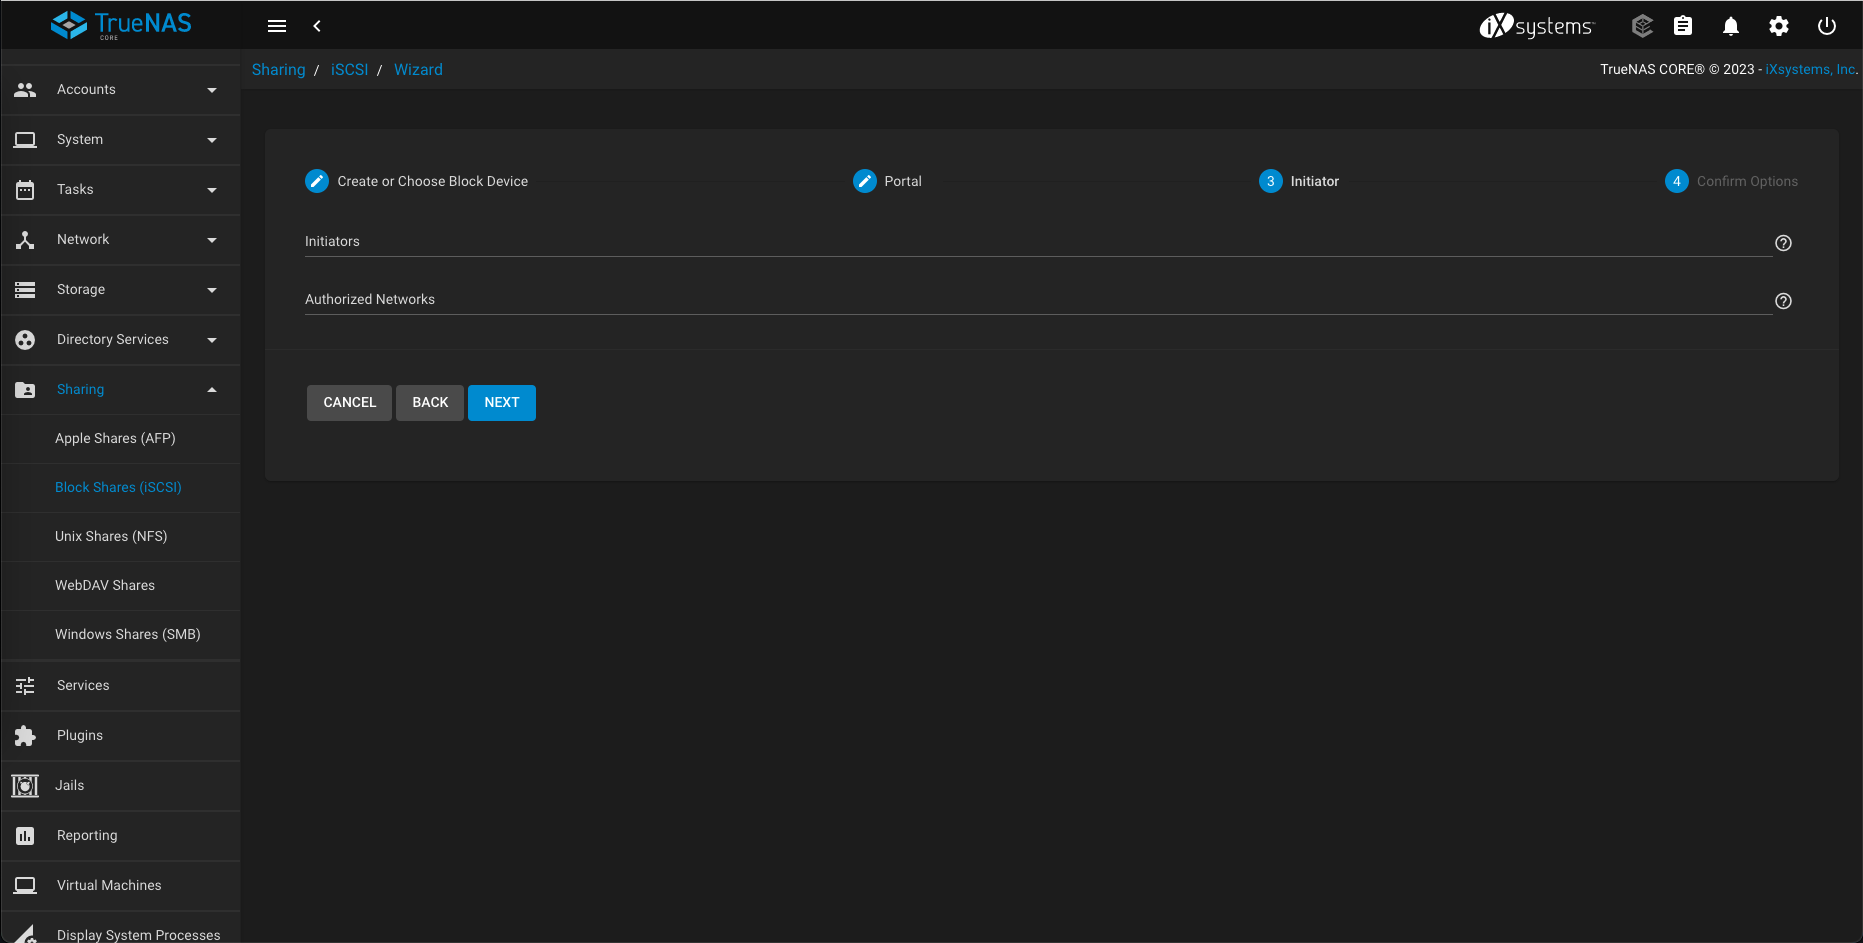 TrueNAS
CORE
iXsystems™
Sharing / iSCSI / Wizard
TrueNAS CORE® © 2023 - iXsystems, Inc.
Accounts
System
Tasks
Network
Storage
Directory Services
Sharing
Apple Shares (AFP)
Block Shares (iSCSI)
Unix Shares (NFS)
WebDAV Shares
Windows Shares (SMB)
Services
Plugins
Jails
Reporting
Virtual Machines
Display System Processes
Create or Choose Block Device
Portal
3 Initiator
4 Confirm Options
Initiators
Authorized Networks
CANCEL BACK NEXT